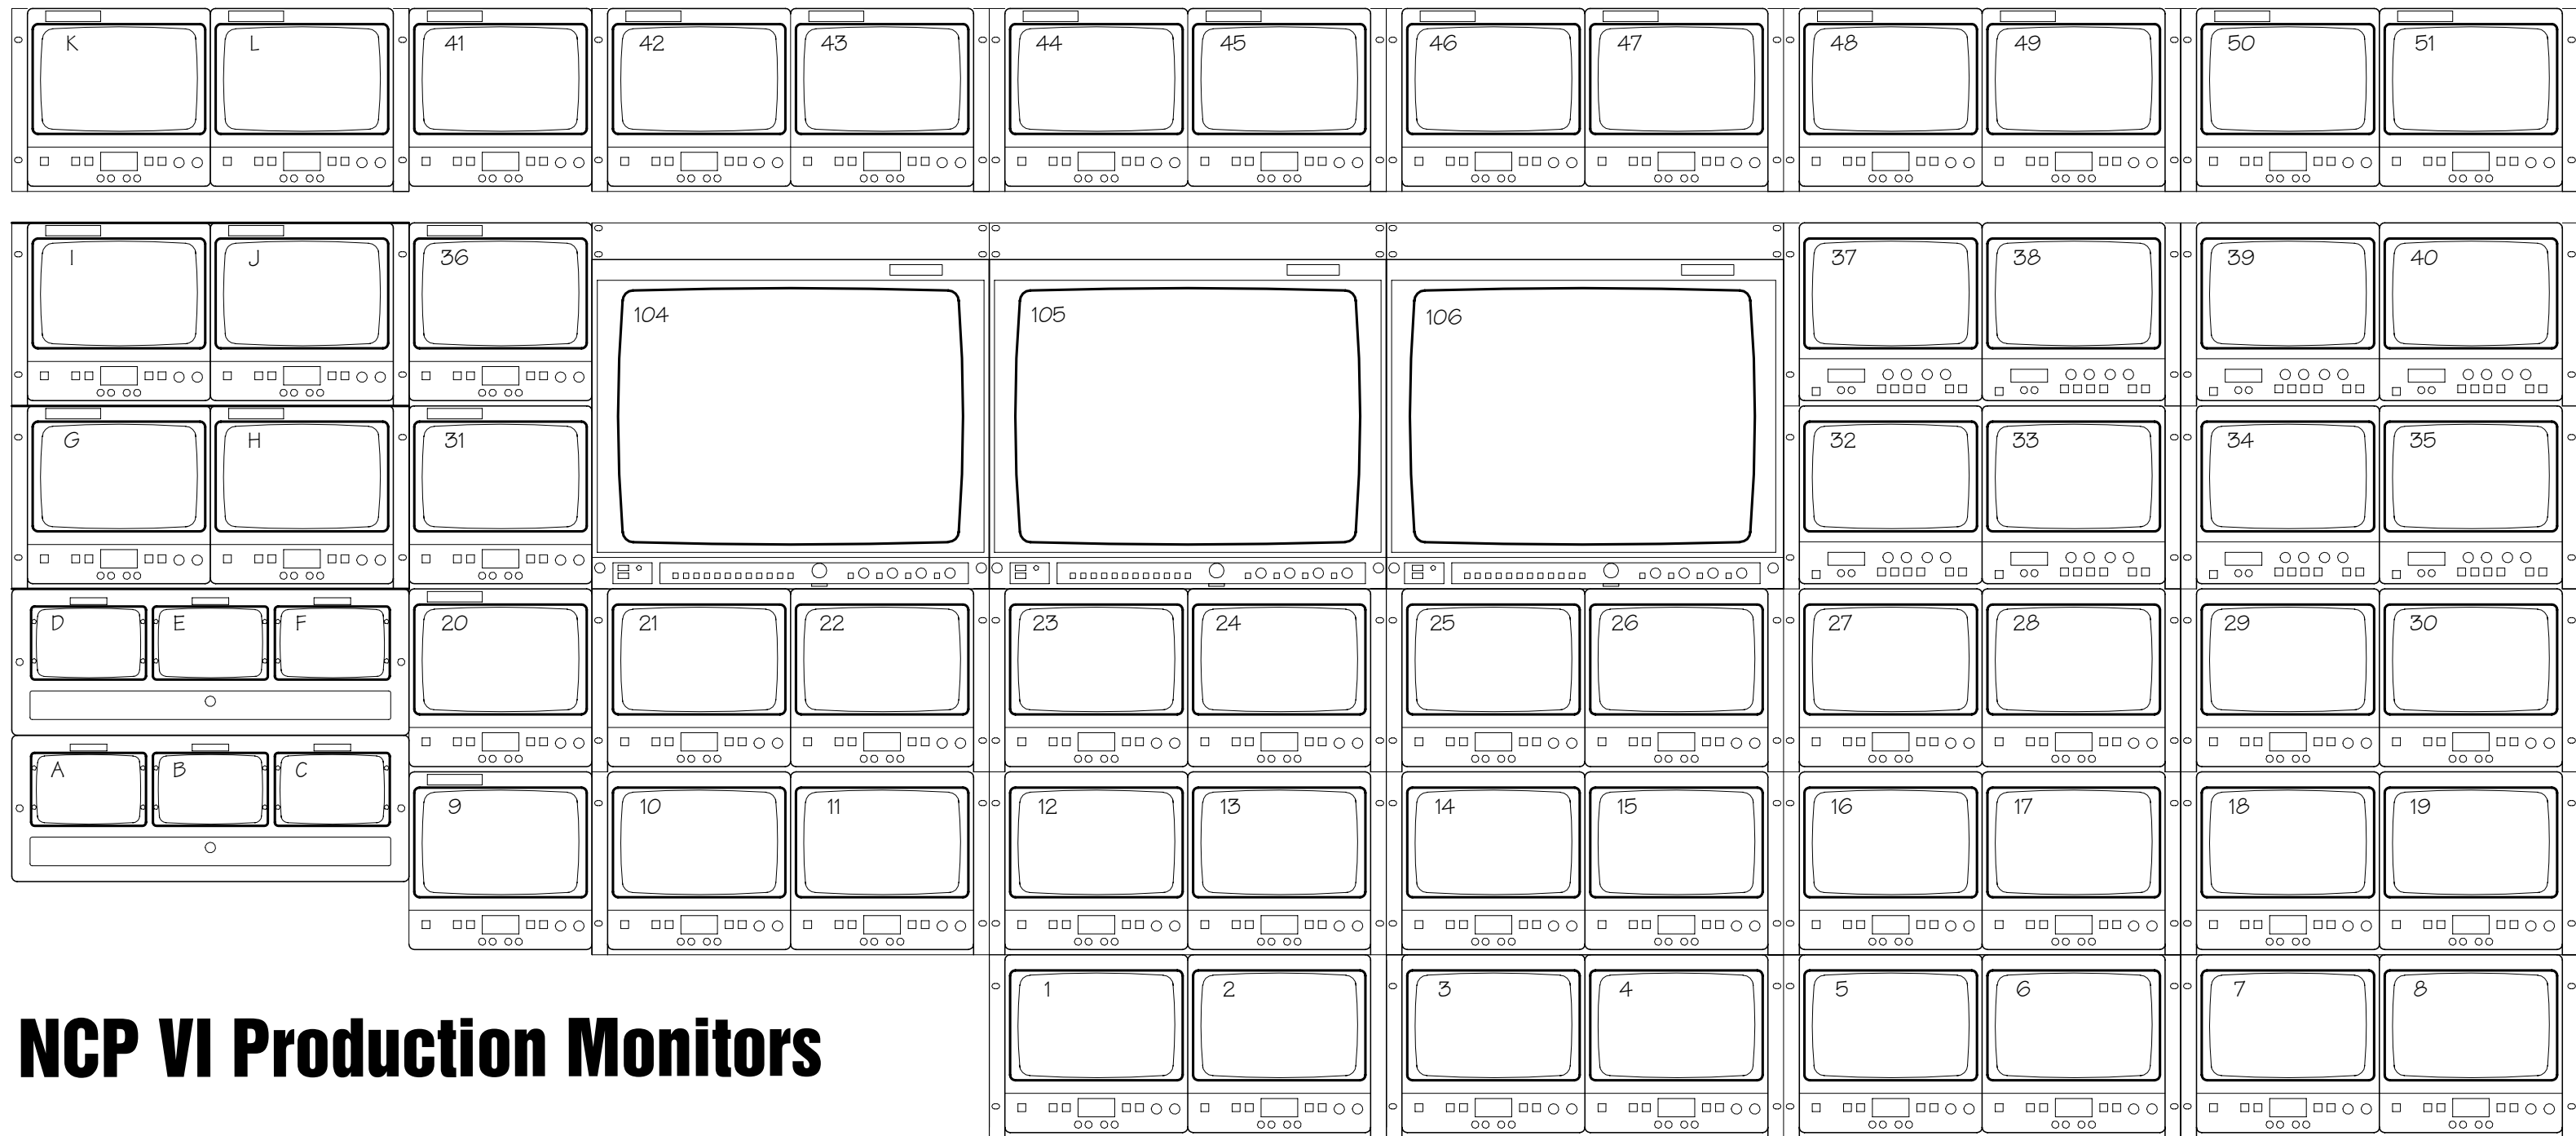 K L 41 42 43 44 45 46 47 48 49 50 51
I J 36 104 105 106 37 38 39 40
G H 31 32 33 34 35
D E F 20 21 22 23 24 25 26 27 28 29 30
A B C 9 10 11 12 13 14 15 16 17 18 19
1 2 3 4 5 6 7 8
NCP VI Production Monitors